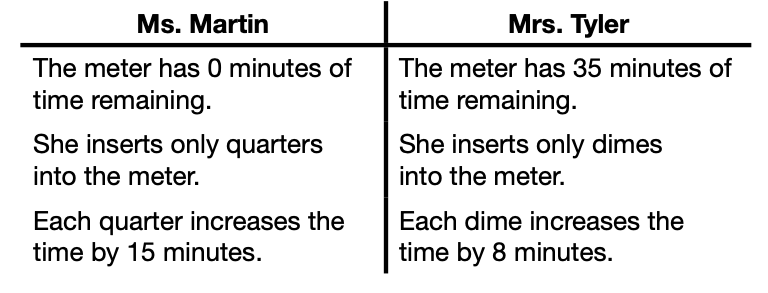 Ms. Martin
Mrs. Tyler
The meter has 0 minutes of
time remaining.
The meter has 35 minutes of
time remaining.
She inserts only quarters
into the meter.
She inserts only dimes
into the meter.
Each quarter increases the
time by 15 minutes.
Each dime increases the
time by 8 minutes.